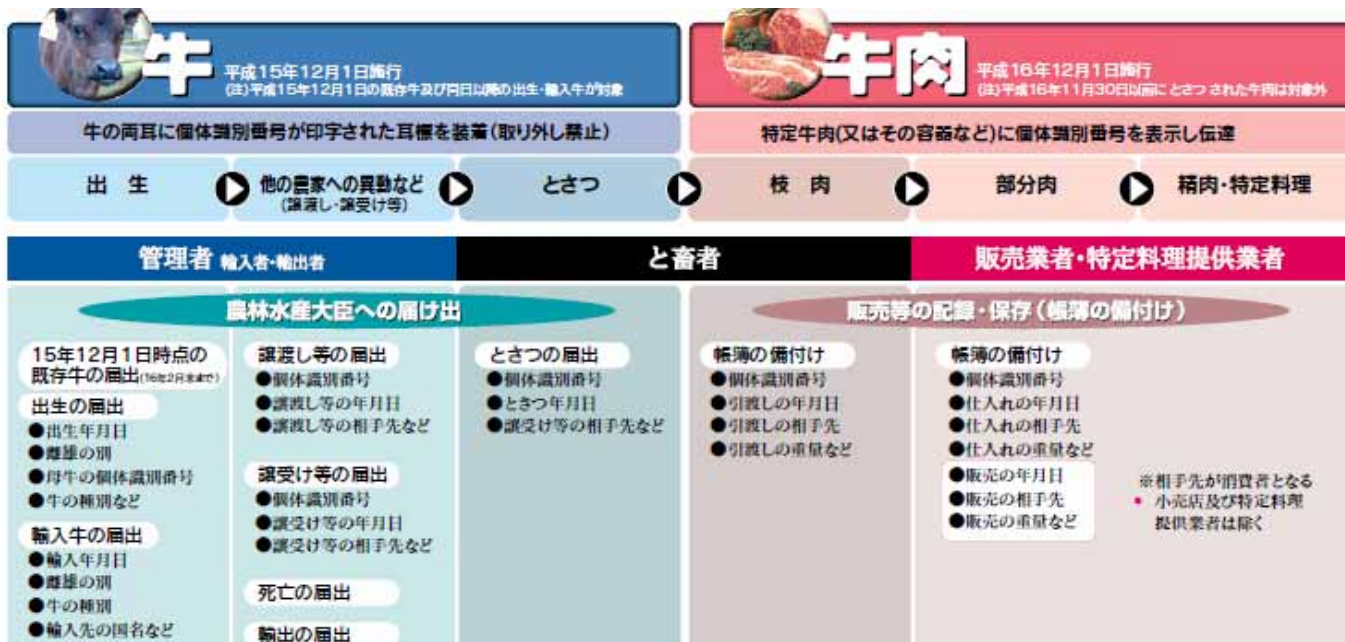 牛
平成15年12月1日施行
(注)平成15年12月1日の既存牛及び同日以降の出生・輸入牛が対象
牛肉
平成16年12月1日施行
(注)平成16年11月30日以前にとさつされた牛肉は対象外
牛の両耳に個体識別番号が印字された耳標を装着(取り外し禁止)
特定牛肉(又はその容器など)に個体識別番号を表示し伝達
出生
他の農家への異動など
(譲渡し・譲受け等)
とさつ
枝肉
部分肉
精肉・特定料理
管理者 輸入者・輸出者
と畜者
販売業者・特定料理提供業者
農林水産大臣への届け出
販売等の記録・保存(帳簿の備付け)
15年12月1日時点の
既存牛の届出(16年2月末まで)
出生の届出
●出生年月日
●雌雄の別
●母牛の個体識別番号
●牛の種別など
輸入牛の届出
●輸入年月日
●雌雄の別
●牛の種別
●輸入先の国名など
譲渡し等の届出
●個体識別番号
●譲渡し等の年月日
●譲渡し等の相手先など
譲受け等の届出
●個体識別番号
●譲受け等の年月日
●譲受け等の相手先など
死亡の届出
輸出の届出
とさつの届出
●個体識別番号
●とさつ年月日
●譲受け等の相手先など
帳簿の備付け
●個体識別番号
●引渡しの年月日
●引渡しの相手先
●引渡しの重量など
帳簿の備付け
●個体識別番号
●仕入れの年月日
●仕入れの相手先
●仕入れの重量など
●販売の年月日
●販売の相手先
●販売の重量など
※相手先が消費者となる
小売店及び特定料理
提供業者は除く